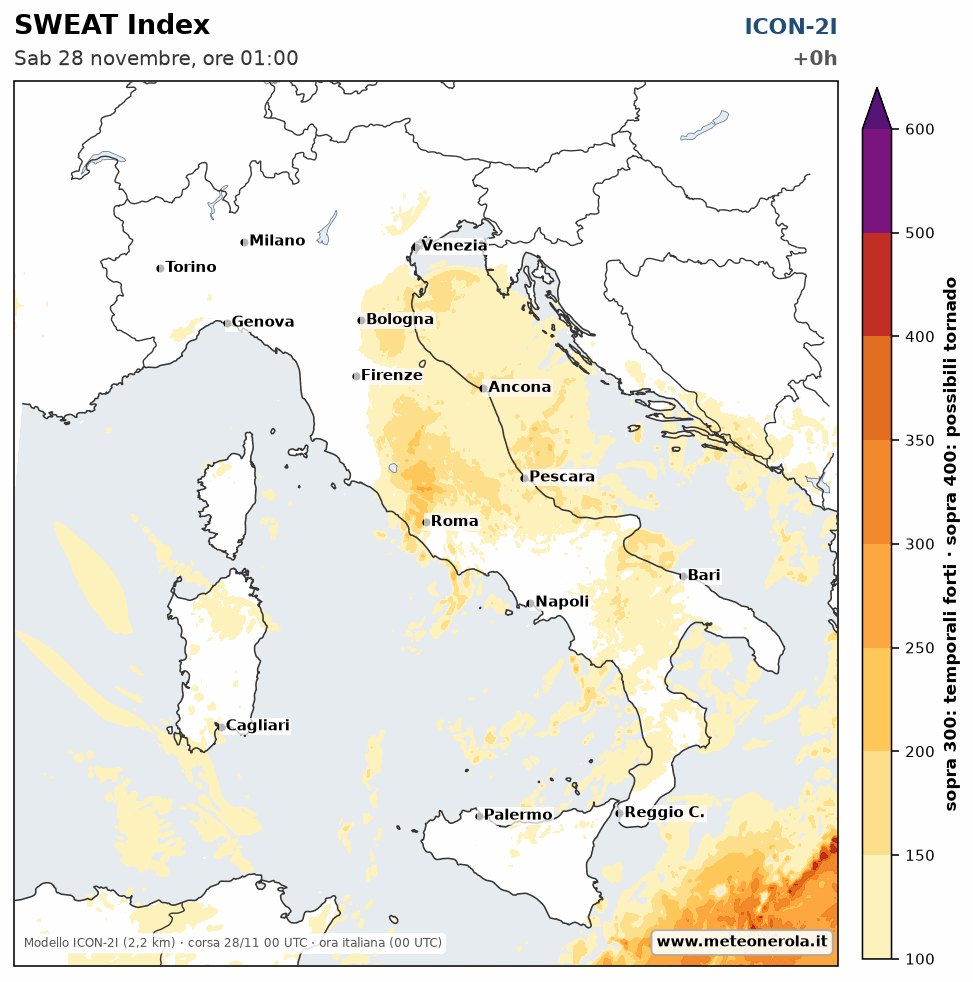 SWEAT Index
ICON-2I
Sab 28 novembre, ore 01:00
+0h
600
500
400
350
300
250
200
150
100
sopra 300: temporali forti · sopra 400: possibili tornado
Milano
Venezia
Torino
Genova
Bologna
Firenze
Ancona
Pescara
Roma
Bari
Napoli
Cagliari
Palermo
Reggio C.
Modello ICON-2I (2,2 km) · corsa 28/11 00 UTC · ora italiana (00 UTC)
www.meteonerola.it